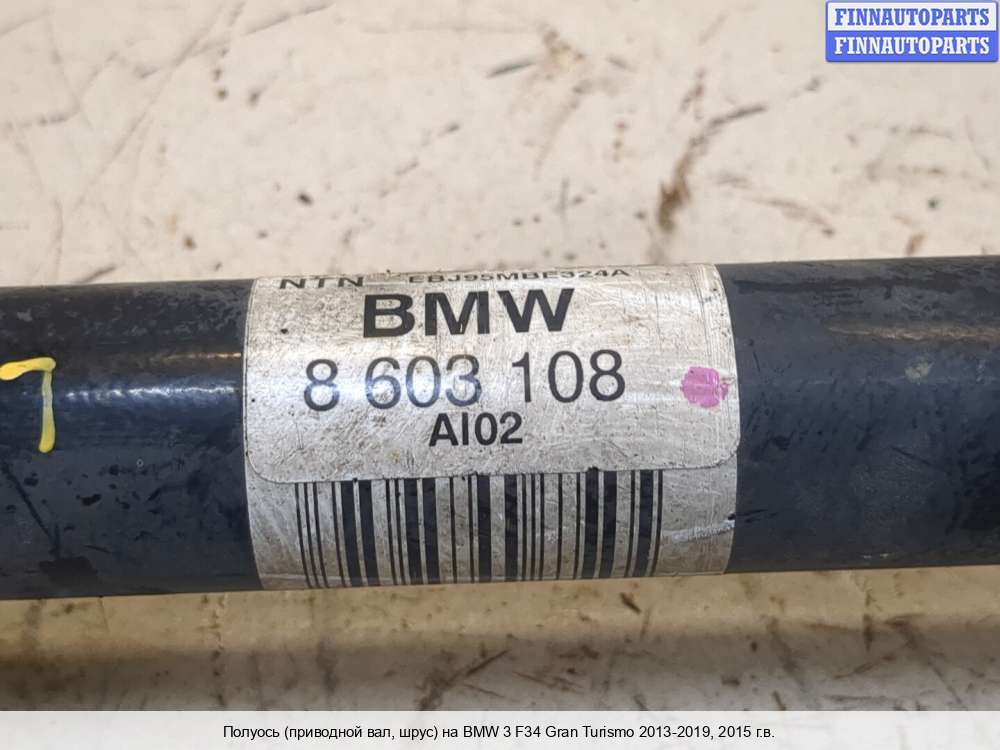 FINNAUTOPARTS
FINNAUTOPARTS
NTN EBJ95MBE324A
BMW
8 603 108
AI02
1
Полуось (приводной вал, шрус) на BMW 3 F34 Gran Turismo 2013-2019, 2015 г.в.